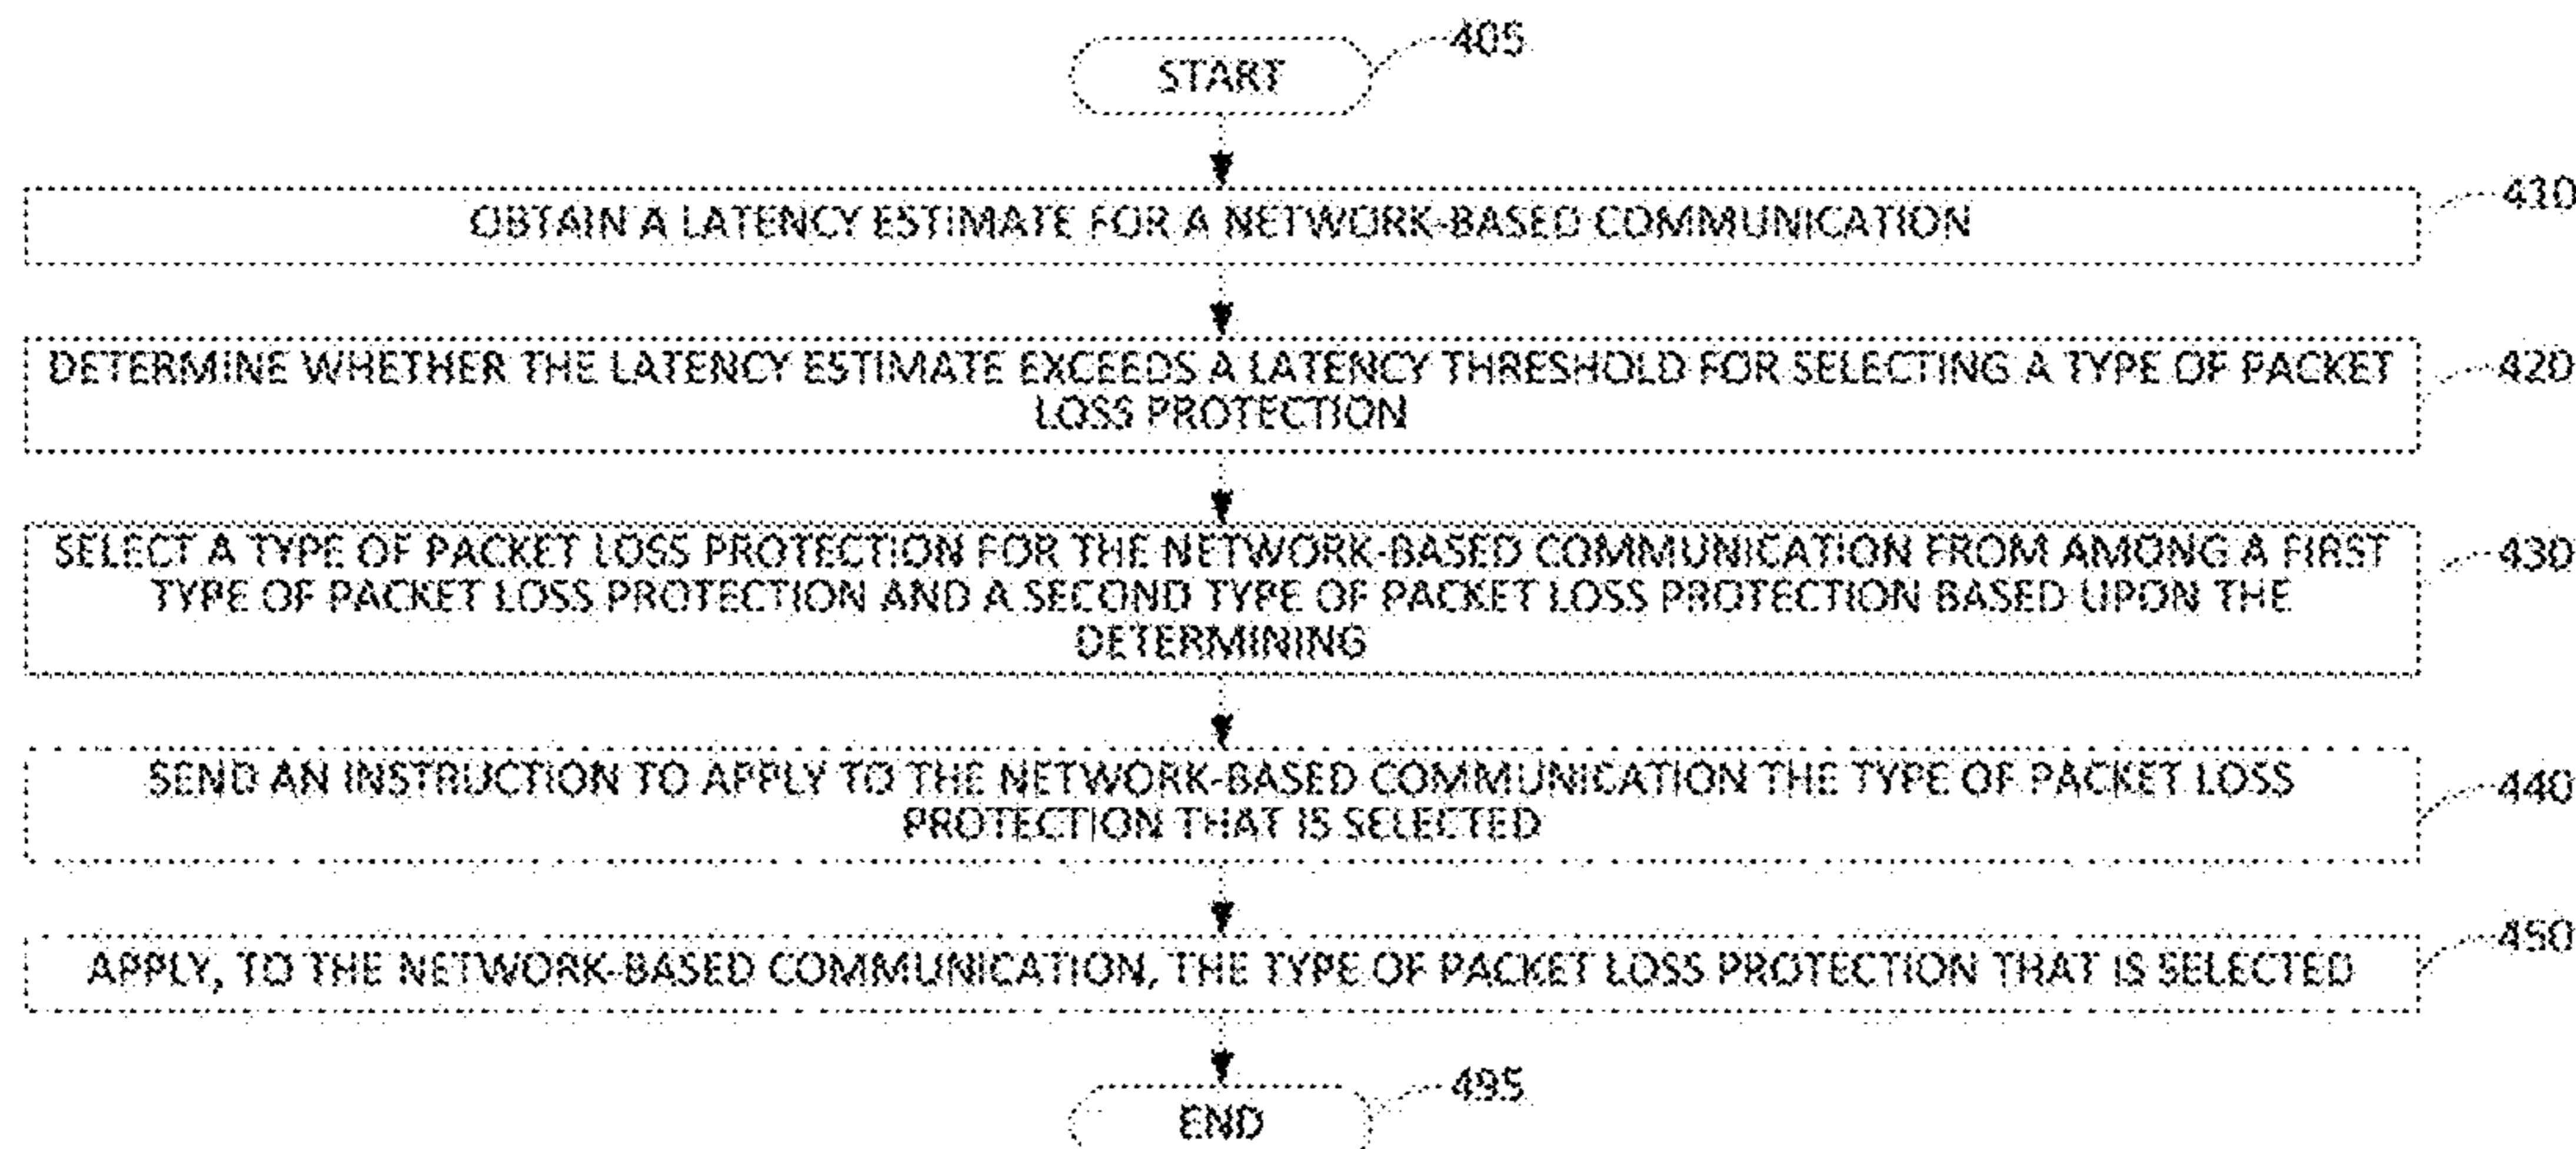 START
405
OBTAIN A LATENCY ESTIMATE FOR A NETWORK-BASED COMMUNICATION
410
DETERMINE WHETHER THE LATENCY ESTIMATE EXCEEDS A LATENCY THRESHOLD FOR SELECTING A TYPE OF PACKET
LOSS PROTECTION
420
SELECT A TYPE OF PACKET LOSS PROTECTION FOR THE NETWORK-BASED COMMUNICATION FROM AMONG A FIRST
TYPE OF PACKET LOSS PROTECTION AND A SECOND TYPE OF PACKET LOSS PROTECTION BASED UPON THE
DETERMINING
430
SEND AN INSTRUCTION TO APPLY TO THE NETWORK-BASED COMMUNICATION THE TYPE OF PACKET LOSS
PROTECTION THAT IS SELECTED
440
APPLY, TO THE NETWORK-BASED COMMUNICATION, THE TYPE OF PACKET LOSS PROTECTION THAT IS SELECTED
450
END
495